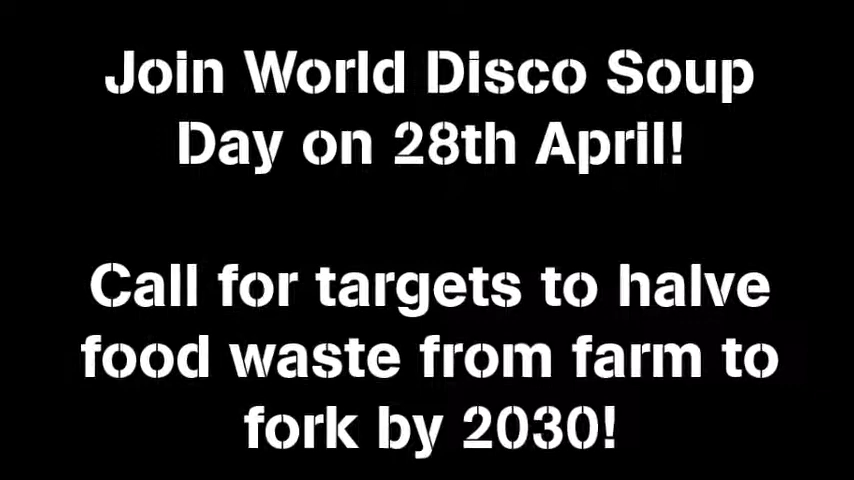 Join World Disco Soup
Day on 28th April!
Call for targets to halve
food waste from farm to
fork by 2030!